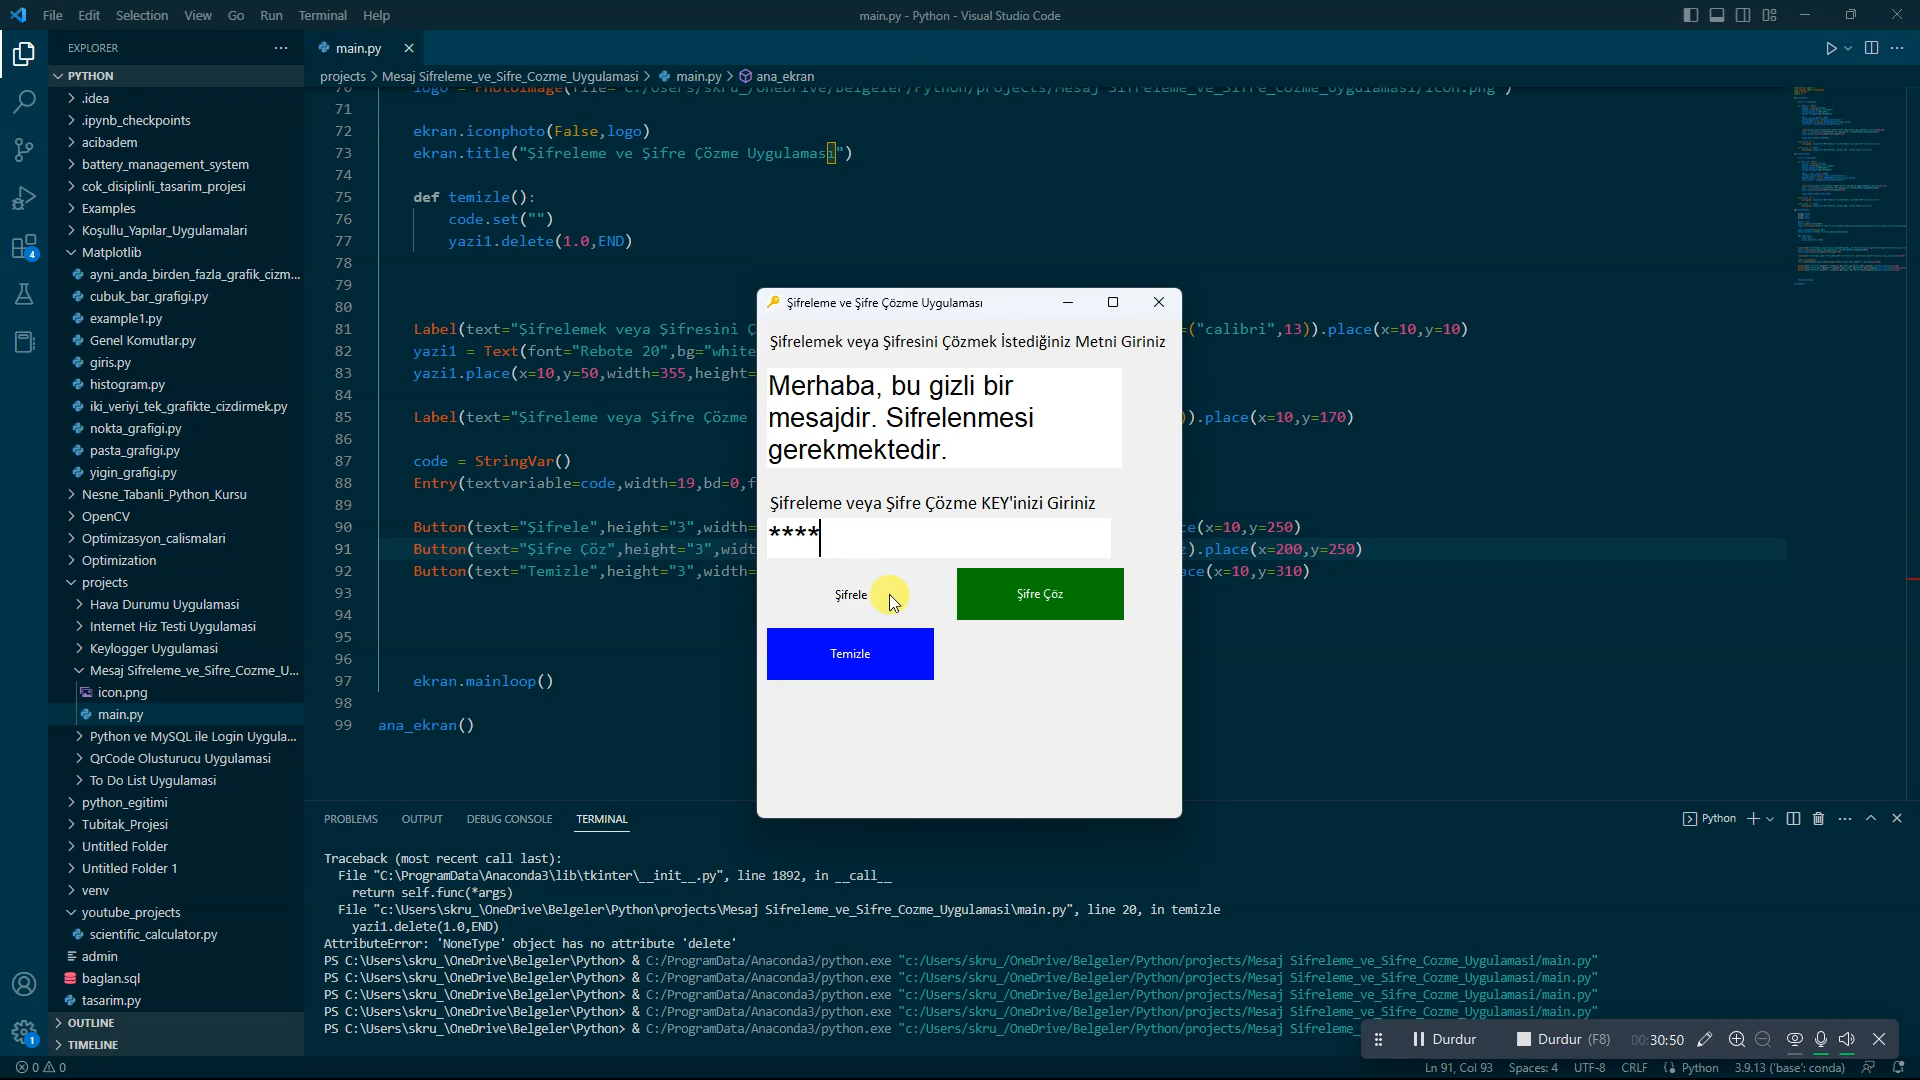 File Edit Selection View Go Run Terminal Help
main.py - Python - Visual Studio Code
EXPLORER
main.py
PYTHON
projects > Mesaj Sifreleme_ve_Sifre_Cozme_Uygulamasi > main.py > ana_ekran
.idea
.ipynb_checkpoints
acibadem
battery_management_system
cok_disiplinli_tasarim_projesi
Examples
Koşullu_Yapılar_Uygulamalari
Matplotlib
ayni_anda_birden_fazla_grafik_cizm...
cubuk_bar_grafigi.py
example1.py
Genel Komutlar.py
giris.py
histogram.py
iki_veriyi_tek_grafikte_cizdirmek.py
nokta_grafigi.py
pasta_grafigi.py
yigin_grafigi.py
Nesne_Tabanli_Python_Kursu
OpenCV
Optimizasyon_calismalari
Optimization
projects
Hava Durumu Uygulamasi
Internet Hiz Testi Uygulamasi
Keylogger Uygulamasi
Mesaj Sifreleme_ve_Sifre_Cozme_U...
icon.png
main.py
Python ve MySQL ile Login Uygula...
QrCode Olusturucu Uygulamasi
To Do List Uygulamasi
python_egitimi
Tubitak_Projesi
Untitled Folder
Untitled Folder 1
venv
youtube_projects
scientific_calculator.py
admin
baglan.sql
tasarim.py
OUTLINE
TIMELINE
70 logo = PhotoImage(file="C:/Users/skru_/OneDrive/Belgeler/Python/projects/Mesaj Sifreleme_ve_Sifre_Cozme_Uygulamasi/icon.png")
71
72 ekran.iconphoto(False,logo)
73 ekran.title("Şifreleme ve Şifre Çözme Uygulaması")
74
75 def temizle():
76 code.set("")
77 yazi1.delete(1.0,END)
78
79
80
81 Label(text="Şifrelemek veya Şifresini Ç =("calibri",13)).place(x=10,y=10)
82 yazi1 = Text(font="Rebote 20",bg="white
83 yazi1.place(x=10,y=50,width=355,height=
84
85 Label(text="Şifreleme veya Şifre Çözme )).place(x=10,y=170)
86
87 code = StringVar()
88 Entry(textvariable=code,width=19,bd=0,f
89
90 Button(text="Şifrele",height="3",width= e(x=10,y=250)
91 Button(text="Şifre Çöz",height="3",widt z).place(x=200,y=250)
92 Button(text="Temizle",height="3",width= ace(x=10,y=310)
93
94
95
96
97 ekran.mainloop()
98
99 ana_ekran()
Şifreleme ve Şifre Çözme Uygulaması
Şifrelemek veya Şifresini Çözmek İstediğiniz Metni Giriniz
Merhaba, bu gizli bir
mesajdir. Sifrelenmesi
gerekmektedir.
Şifreleme veya Şifre Çözme KEY'inizi Giriniz
****
Şifrele Şifre Çöz
Temizle
PROBLEMS OUTPUT DEBUG CONSOLE TERMINAL
Python
Traceback (most recent call last):
File "C:\ProgramData\Anaconda3\lib\tkinter\__init__.py", line 1892, in __call__
return self.func(*args)
File "c:\Users\skru_\OneDrive\Belgeler\Python\projects\Mesaj Sifreleme_ve_Sifre_Cozme_Uygulamasi\main.py", line 20, in temizle
yazi1.delete(1.0,END)
AttributeError: 'NoneType' object has no attribute 'delete'
PS C:\Users\skru_\OneDrive\Belgeler\Python> & C:/ProgramData/Anaconda3/python.exe "c:/Users/skru_/OneDrive/Belgeler/Python/projects/Mesaj Sifreleme_ve_Sifre_Cozme_Uygulamasi/main.py"
PS C:\Users\skru_\OneDrive\Belgeler\Python> & C:/ProgramData/Anaconda3/python.exe "c:/Users/skru_/OneDrive/Belgeler/Python/projects/Mesaj Sifreleme_ve_Sifre_Cozme_Uygulamasi/main.py"
PS C:\Users\skru_\OneDrive\Belgeler\Python> & C:/ProgramData/Anaconda3/python.exe "c:/Users/skru_/OneDrive/Belgeler/Python/projects/Mesaj Sifreleme_ve_Sifre_Cozme_Uygulamasi/main.py"
PS C:\Users\skru_\OneDrive\Belgeler\Python> & C:/ProgramData/Anaconda3/python.exe "c:/Users/skru_/OneDrive/Belgeler/Python/projects/Mesaj Sifreleme_ve_Sifre_Cozme_Uygulamasi/main.py"
PS C:\Users\skru_\OneDrive\Belgeler\Python> & C:/ProgramData/Anaconda3/python.exe "c:/Users/skru_/OneDrive/Belgeler/Python/projects/Mesaj Sifreleme_
Durdur Durdur (F8) 00:30:50
0 0 Ln 91, Col 93 Spaces: 4 UTF-8 CRLF Python 3.9.13 ('base': conda)
4
1